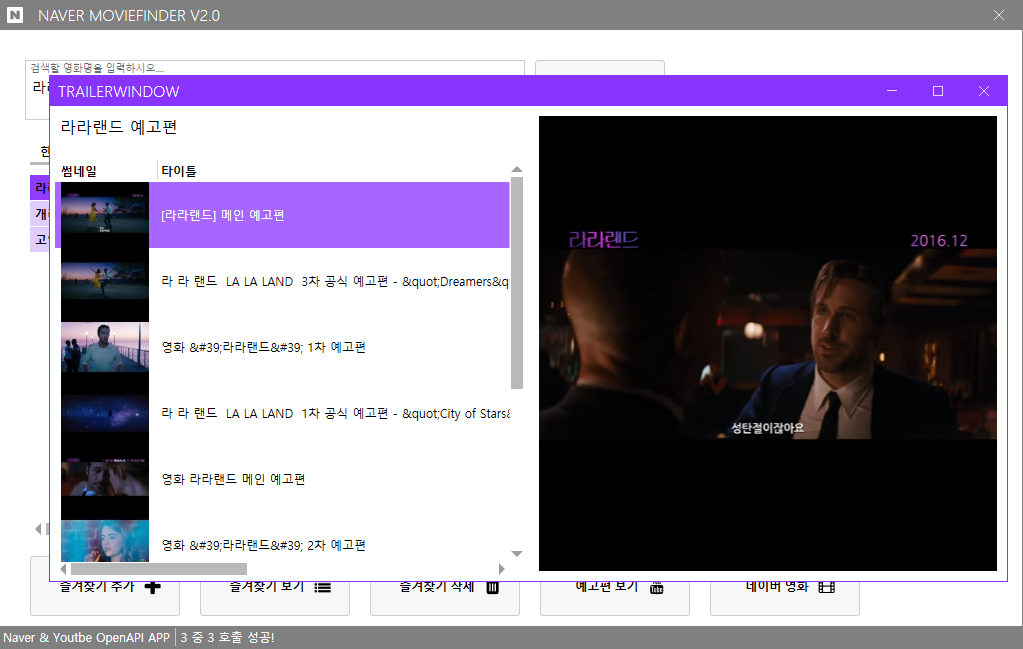 N NAVER MOVIEFINDER V2.0
검색할 영화명을 입력하시오....
라라
TRAILERWINDOW
라라랜드 예고편
썸네일 타이틀
[라라랜드] 메인 예고편
라 라 랜드  LA LA LAND  3차 공식 예고편 - &quot;Dreamers&q
영화 &#39;라라랜드&#39; 1차 예고편
라 라 랜드  LA LA LAND  1차 공식 예고편 - &quot;City of Stars&
영화 라라랜드 메인 예고편
영화 &#39;라라랜드&#39; 2차 예고편
라라랜드 2016.12
성탄절이잖아요
한
라
개
고
즐겨찾기 추가 즐겨찾기 보기 즐겨찾기 삭제 예고편 보기 네이버 영화
Naver & Youtbe OpenAPI APP 3 중 3 호출 성공!